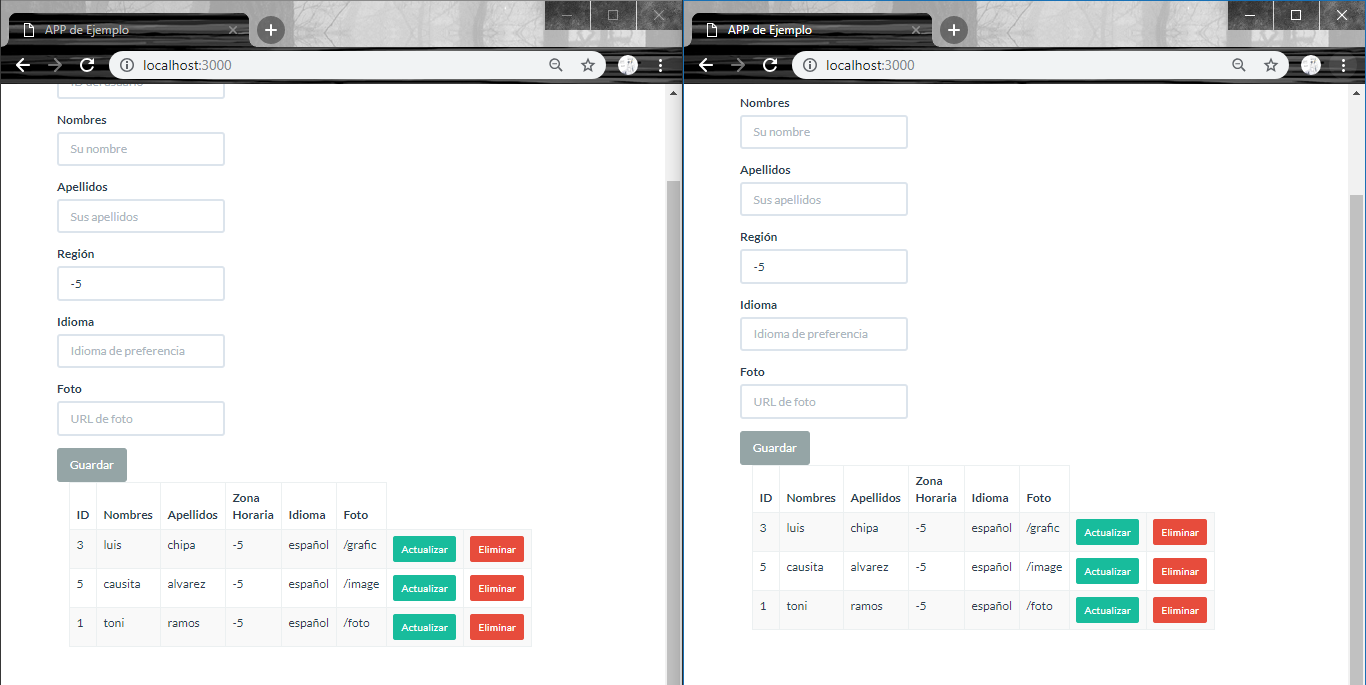 APP de Ejemplo
localhost:3000
Nombres
Su nombre
Apellidos
Sus apellidos
Región
-5
Idioma
Idioma de preferencia
Foto
URL de foto
Guardar
ID Nombres Apellidos Zona Horaria Idioma Foto
3 luis chipa -5 español /grafic Actualizar Eliminar
5 causita alvarez -5 español /image Actualizar Eliminar
1 toni ramos -5 español /foto Actualizar Eliminar
APP de Ejemplo
localhost:3000
Nombres
Su nombre
Apellidos
Sus apellidos
Región
-5
Idioma
Idioma de preferencia
Foto
URL de foto
Guardar
ID Nombres Apellidos Zona Horaria Idioma Foto
3 luis chipa -5 español /grafic Actualizar Eliminar
5 causita alvarez -5 español /image Actualizar Eliminar
1 toni ramos -5 español /foto Actualizar Eliminar